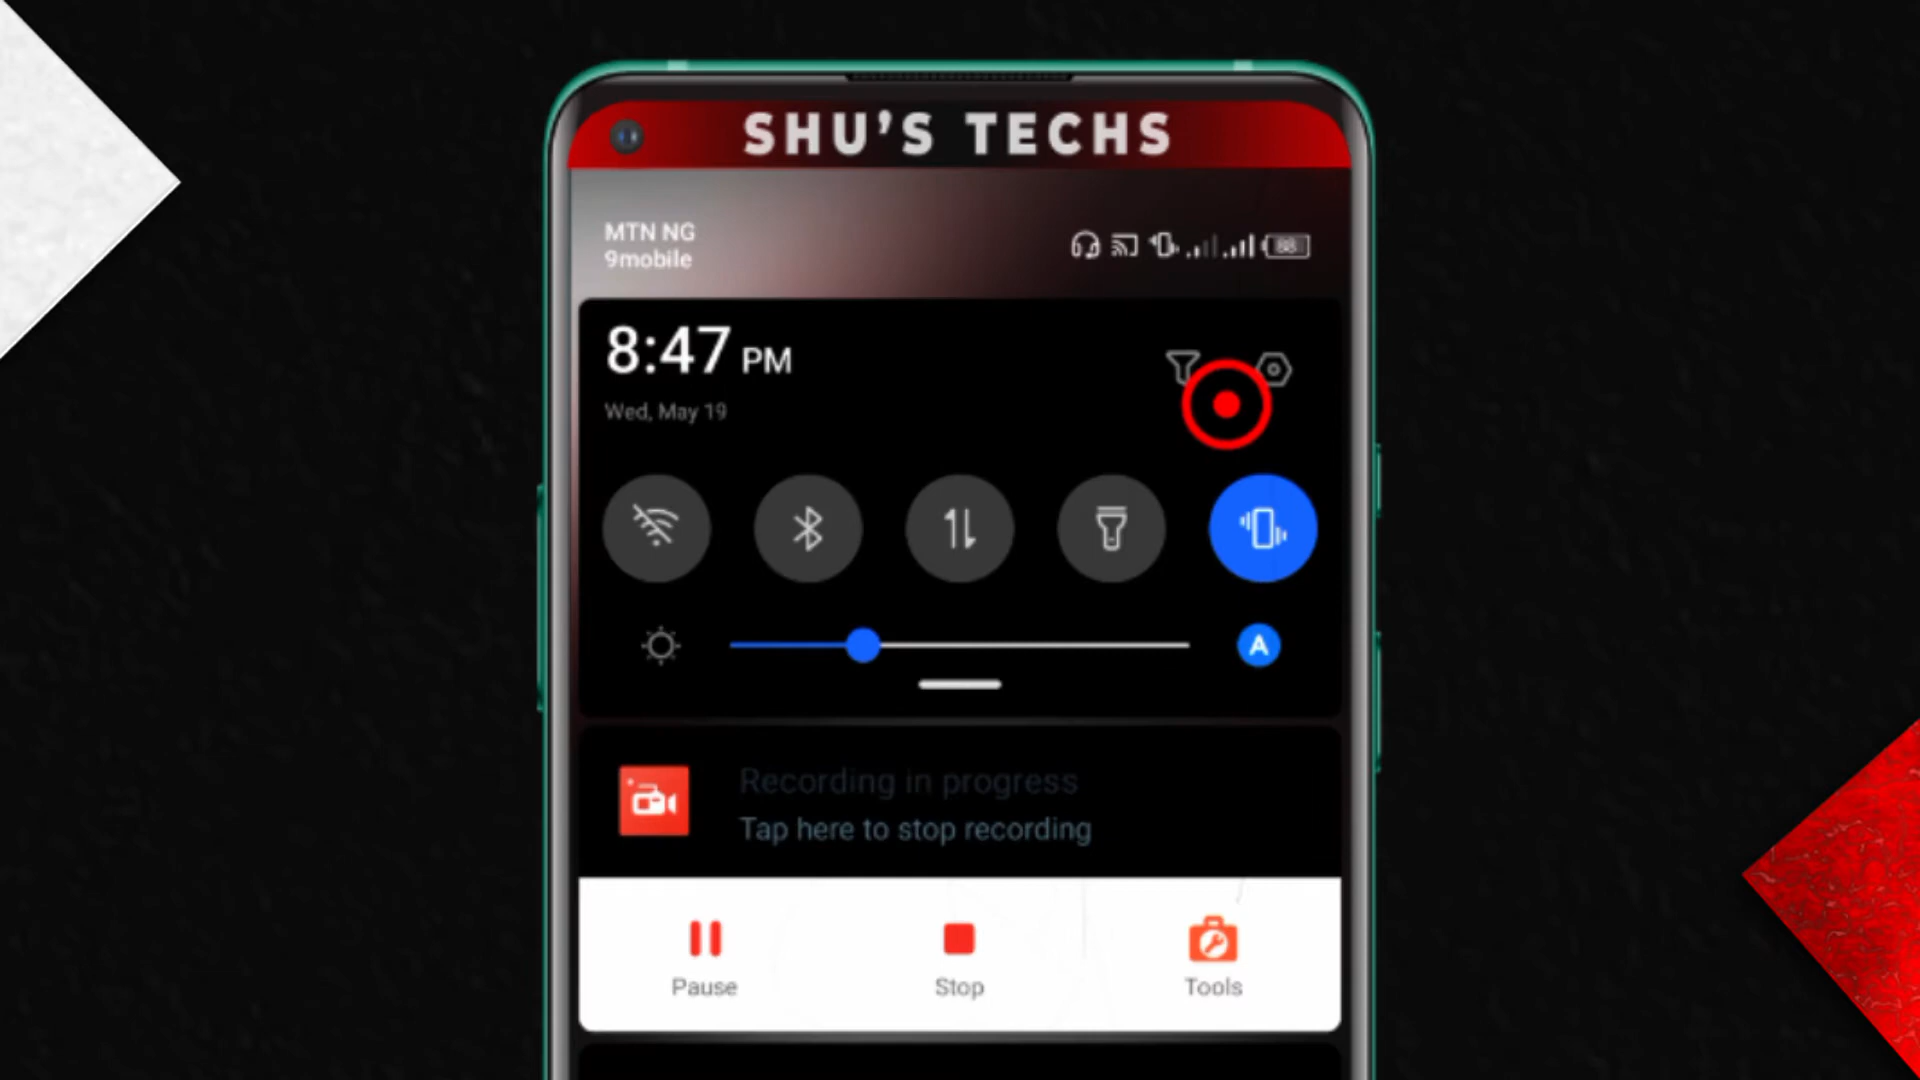 SHU'S TECHS
MTN NG
9mobile
88
8:47 PM
Wed, May 19
A
Recording in progress
Tap here to stop recording
Pause
Stop
Tools